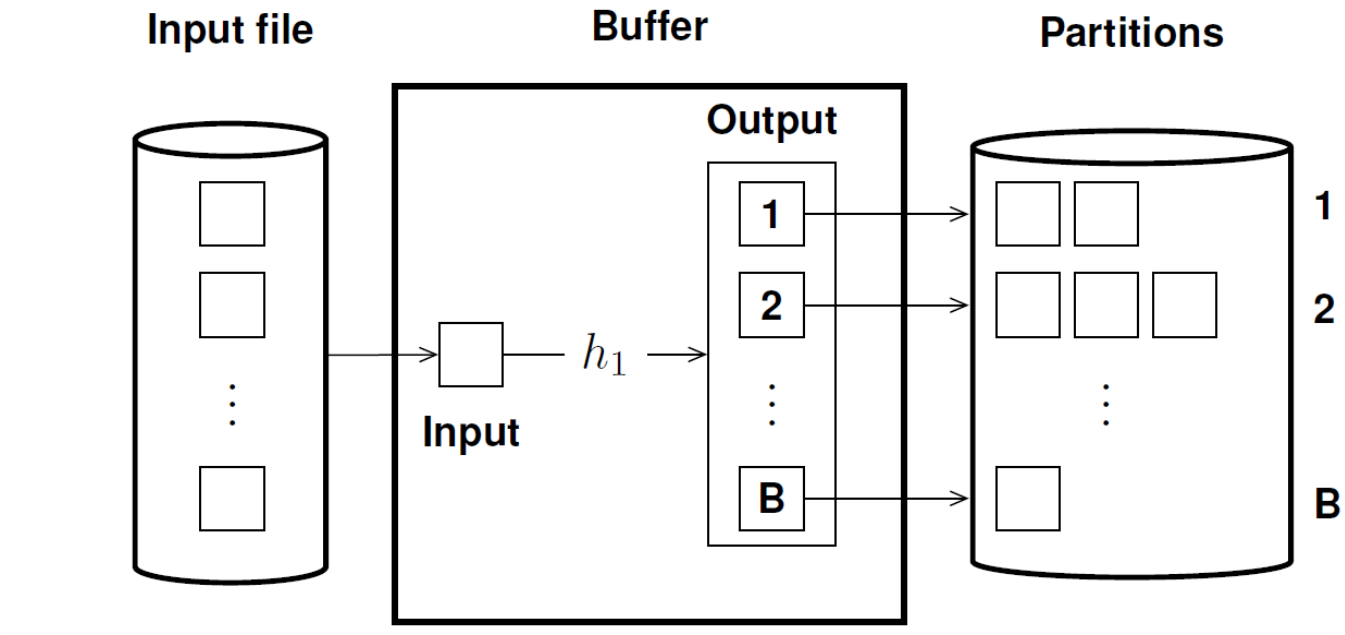 Input file
Buffer
Partitions
Output
1
1
2
2
h₁
Input
B
B